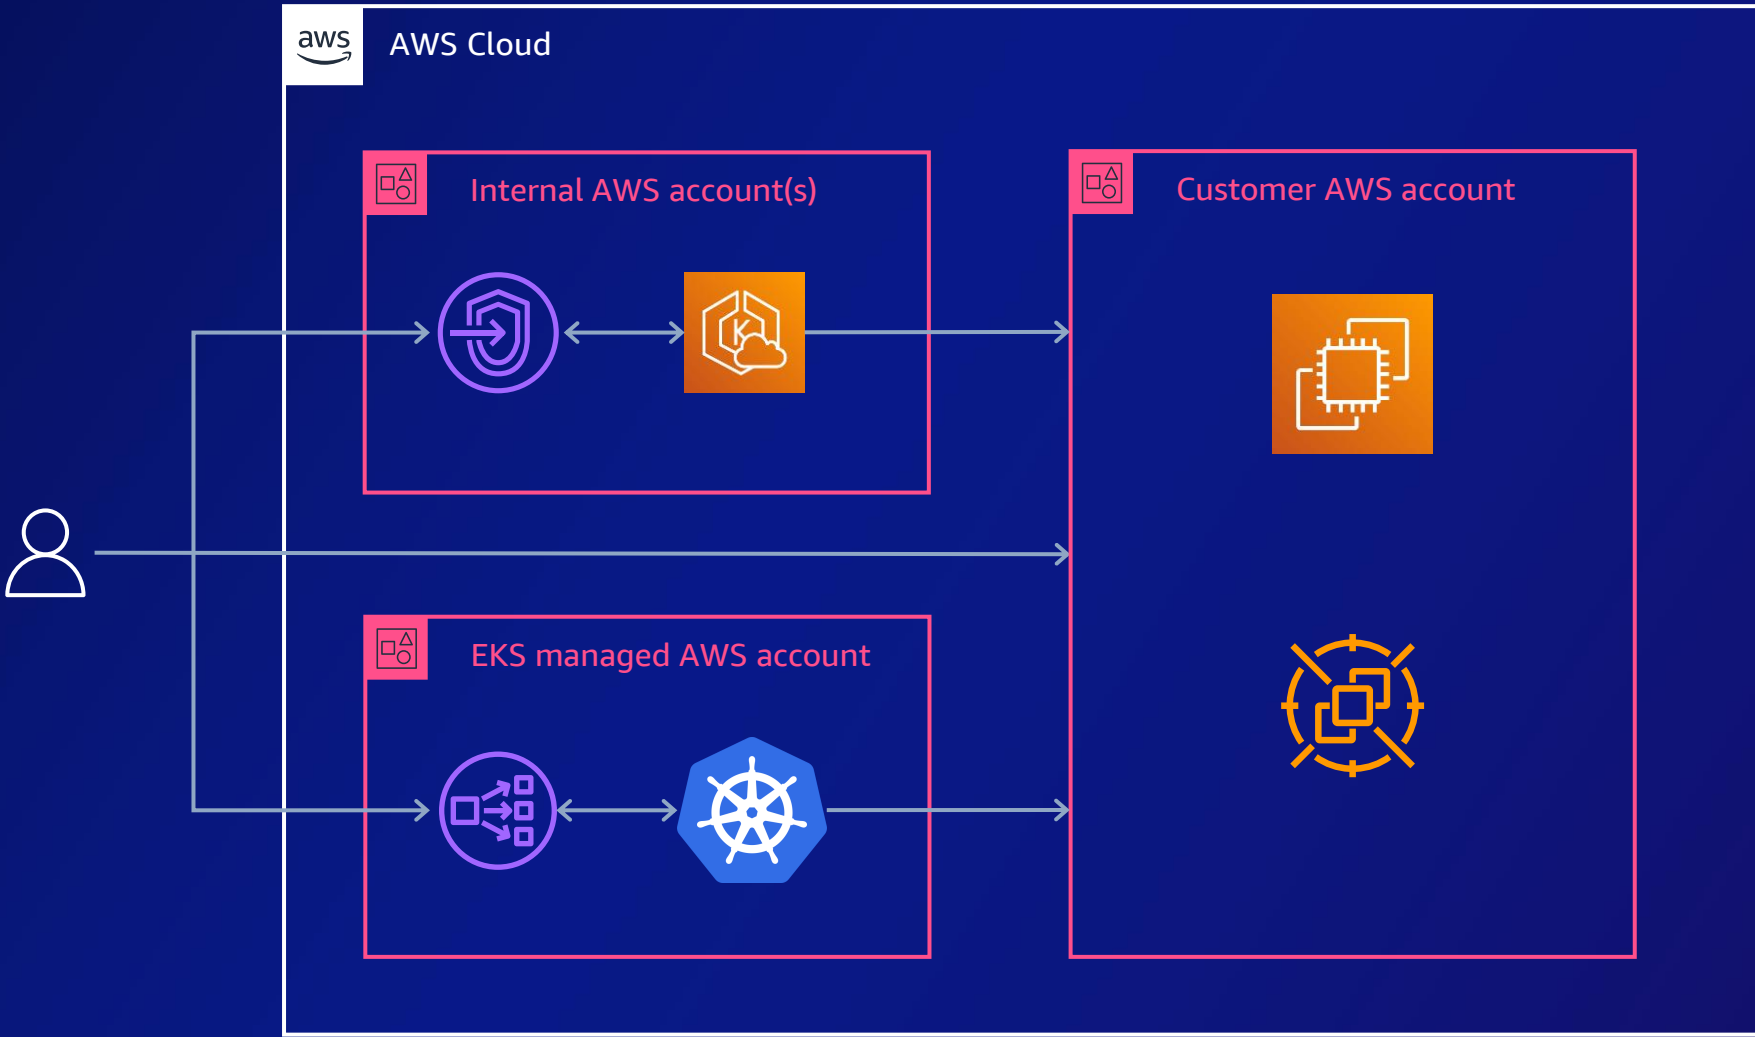 aws
AWS Cloud
Internal AWS account(s)
Customer AWS account
K
EKS managed AWS account